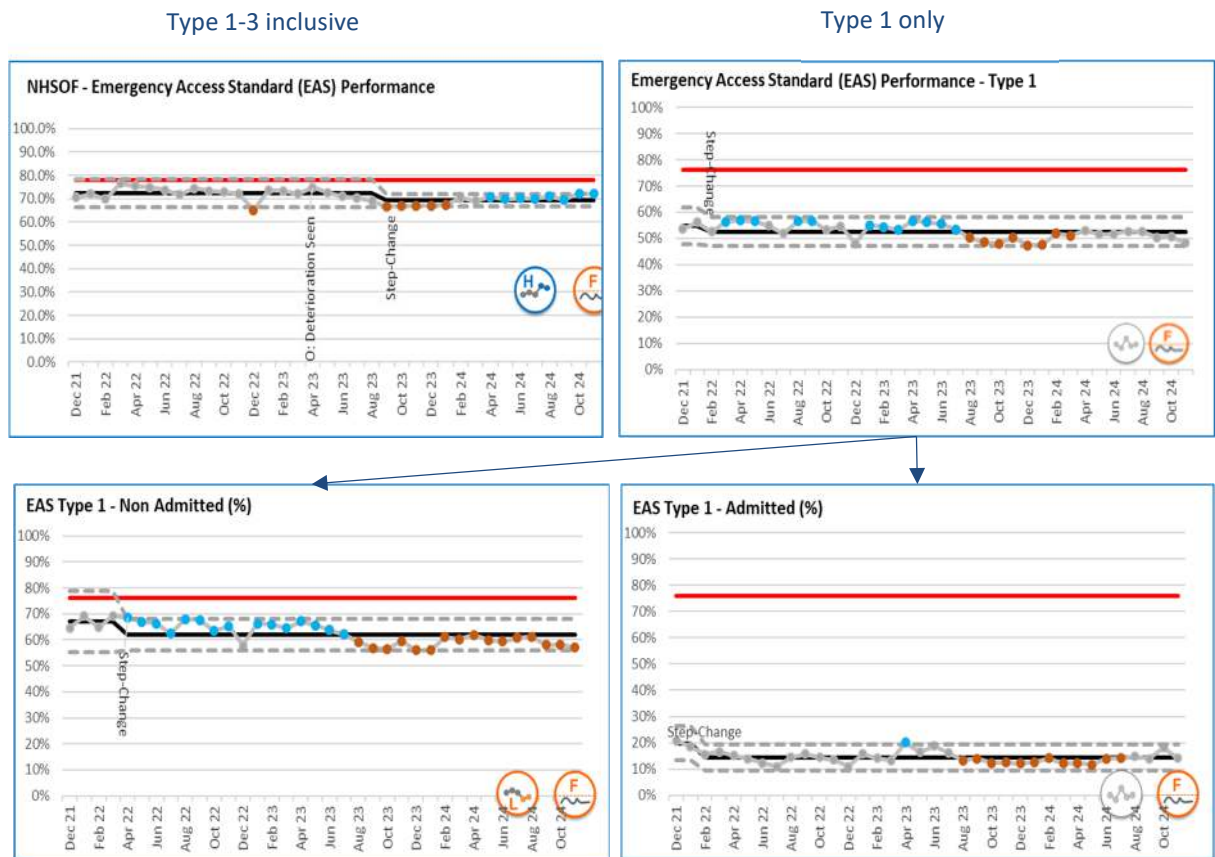 Type 1-3 inclusive
Type 1 only
NHSOF - Emergency Access Standard (EAS) Performance
100.0%
90.0%
80.0%
70.0%
60.0%
50.0%
40.0%
30.0%
20.0%
10.0%
0.0%
O: Deterioration Seen
Step-Change
H
F
Dec 21
Feb 22
Apr 22
Jun 22
Aug 22
Oct 22
Dec 22
Feb 23
Apr 23
Jun 23
Aug 23
Oct 23
Dec 23
Feb 24
Apr 24
Jun 24
Aug 24
Oct 24
Emergency Access Standard (EAS) Performance - Type 1
100%
90%
80%
70%
60%
50%
40%
30%
20%
10%
0%
Step-Change
F
Dec 21
Feb 22
Apr 22
Jun 22
Aug 22
Oct 22
Dec 22
Feb 23
Apr 23
Jun 23
Aug 23
Oct 23
Dec 23
Feb 24
Apr 24
Jun 24
Aug 24
Oct 24
EAS Type 1 - Non Admitted (%)
100%
90%
80%
70%
60%
50%
40%
30%
20%
10%
0%
Step-Change
L
F
Dec 21
Feb 22
Apr 22
Jun 22
Aug 22
Oct 22
Dec 22
Feb 23
Apr 23
Jun 23
Aug 23
Oct 23
Dec 23
Feb 24
Apr 24
Jun 24
Aug 24
Oct 24
EAS Type 1 - Admitted (%)
100%
90%
80%
70%
60%
50%
40%
30%
20%
10%
0%
Step-Change
F
Dec 21
Feb 22
Apr 22
Jun 22
Aug 22
Oct 22
Dec 22
Feb 23
Apr 23
Jun 23
Aug 23
Oct 23
Dec 23
Feb 24
Apr 24
Jun 24
Aug 24
Oct 24